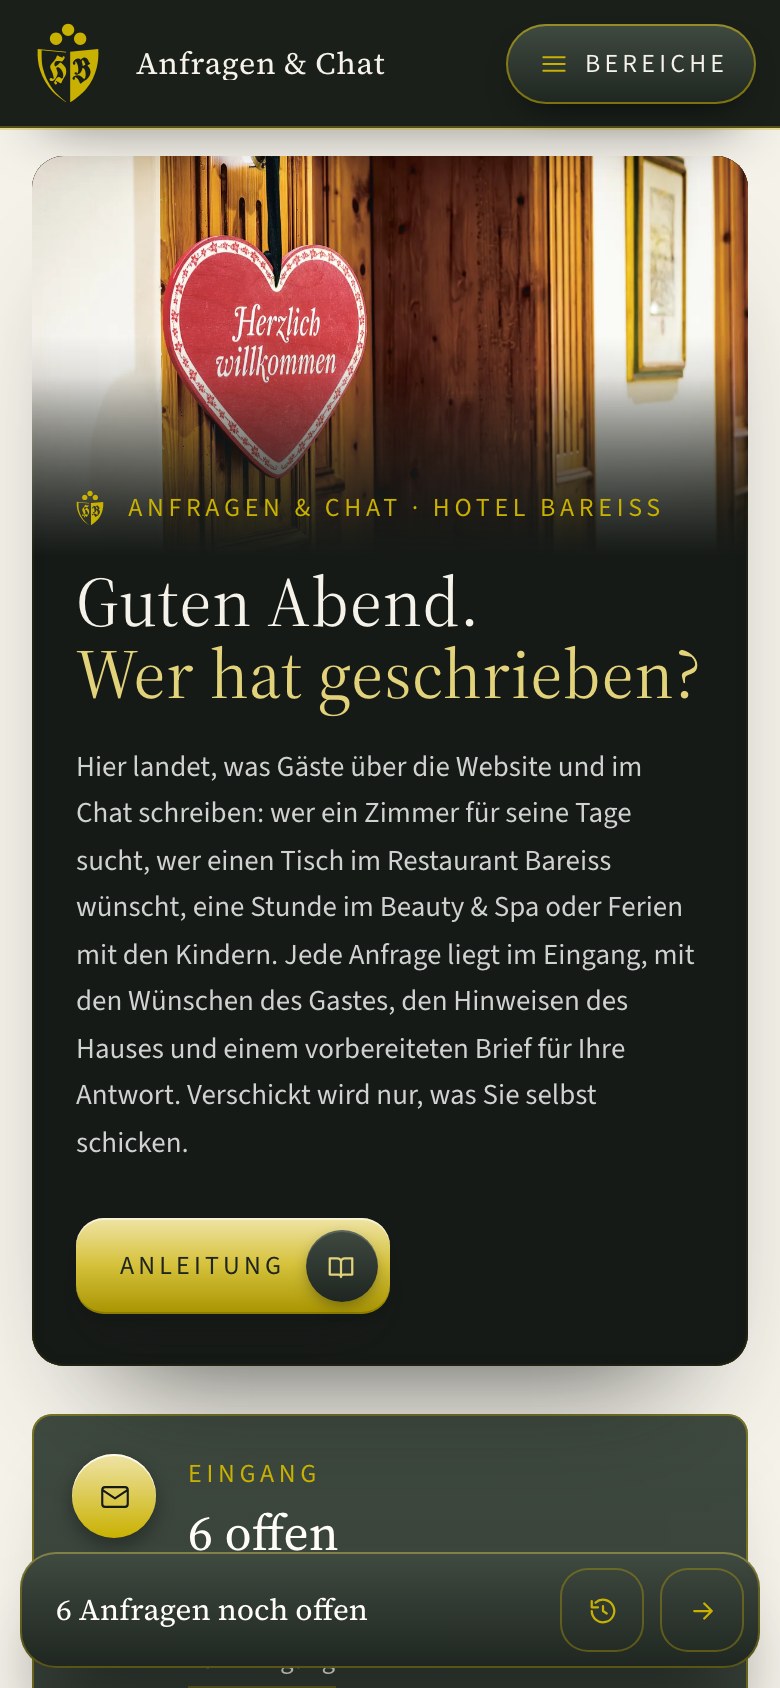 HB
Anfragen & Chat
BEREICHE
Herzlich
willkommen
HB
ANFRAGEN & CHAT · HOTEL BAREISS
Guten Abend.
Wer hat geschrieben?
Hier landet, was Gäste über die Website und im
Chat schreiben: wer ein Zimmer für seine Tage
sucht, wer einen Tisch im Restaurant Bareiss
wünscht, eine Stunde im Beauty & Spa oder Ferien
mit den Kindern. Jede Anfrage liegt im Eingang, mit
den Wünschen des Gastes, den Hinweisen des
Hauses und einem vorbereiteten Brief für Ihre
Antwort. Verschickt wird nur, was Sie selbst
schicken.
ANLEITUNG
EINGANG
6 offen
6 Anfragen noch offen